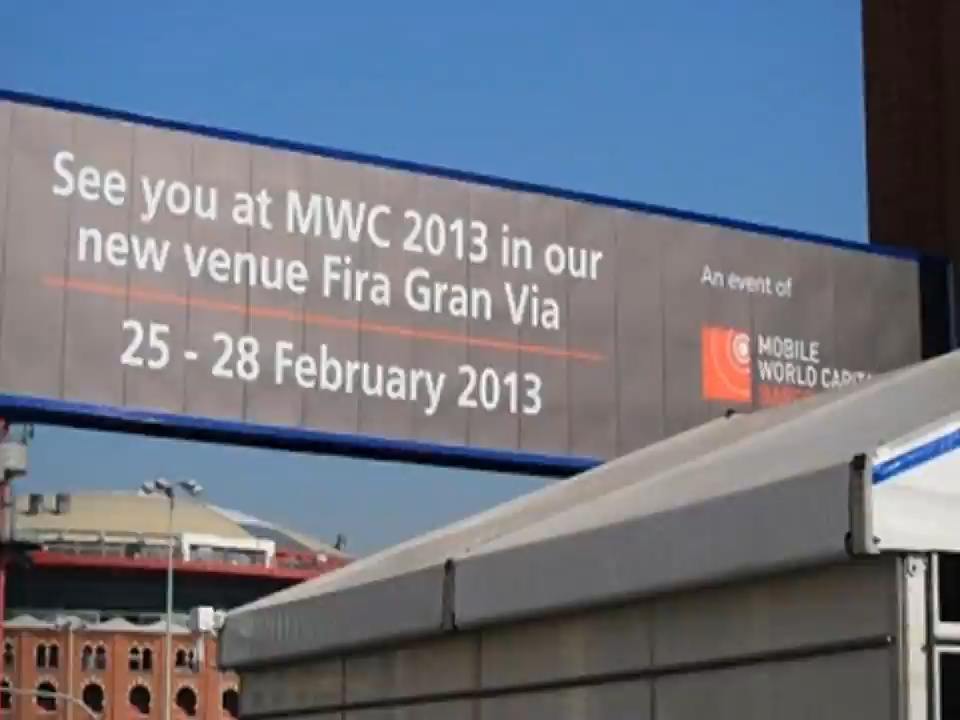 See you at MWC 2013 in our
new venue Fira Gran Via
25 - 28 February 2013
An event of
MOBILE
WORLD